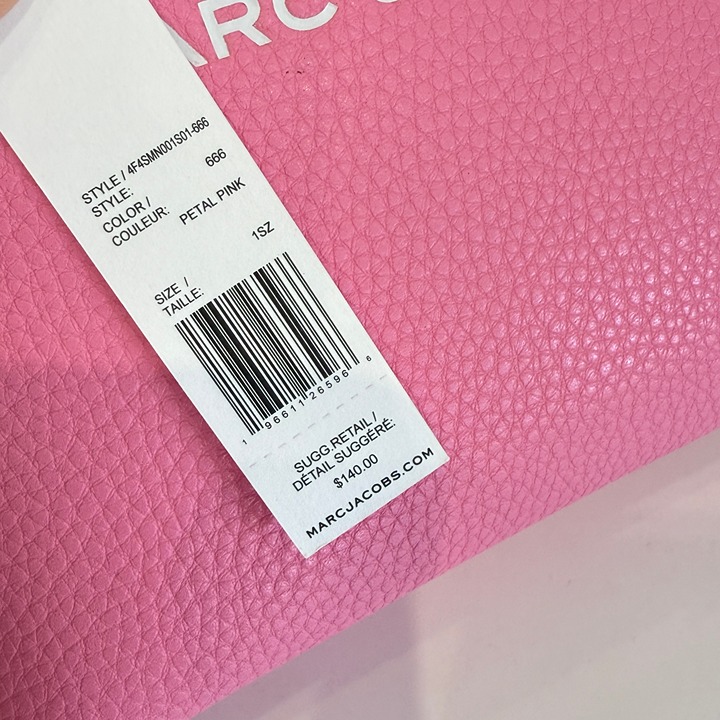 ARC
STYLE / 4F4SMN001S01-666
STYLE:
666
COLOR /
COULEUR: PETAL PINK
1SZ
SIZE /
TAILLE:
1 96611 26596 6
SUGG.RETAIL /
DÉTAIL SUGGÉRÉ:
$140.00
MARCJACOBS.COM